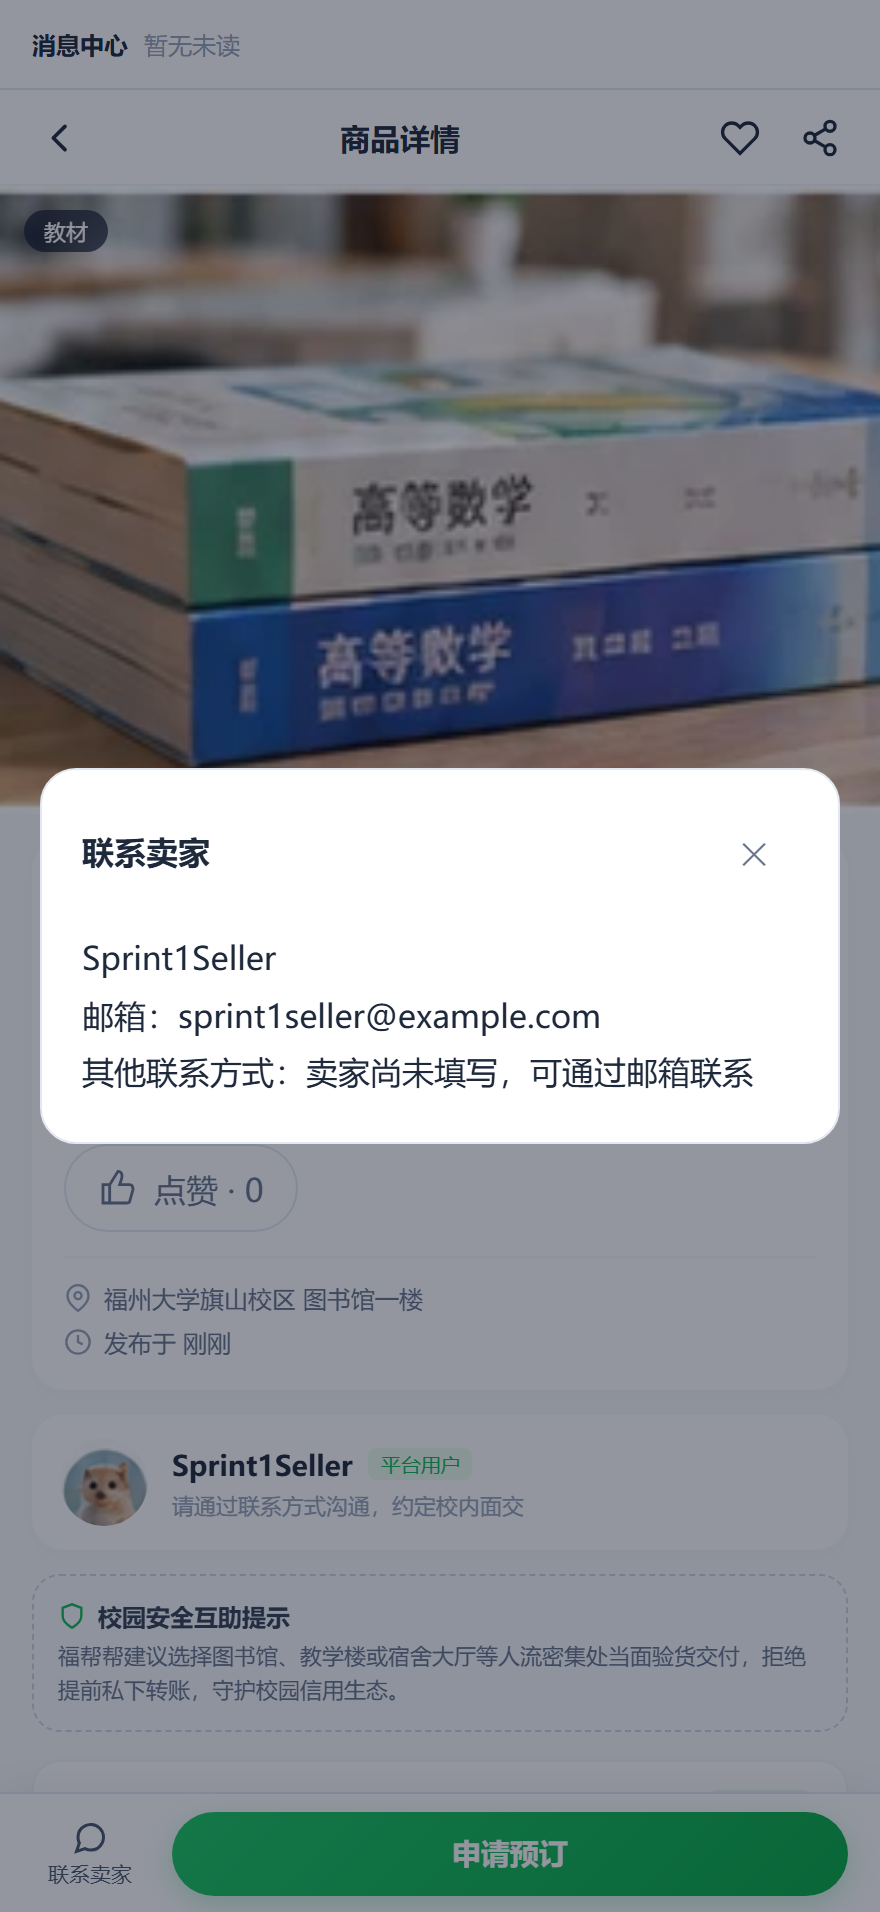 消息中心 暂无未读
商品详情
教材
高等数学
高等数学
联系卖家
Sprint1Seller
邮箱：sprint1seller@example.com
其他联系方式：卖家尚未填写，可通过邮箱联系
点赞 · 0
福州大学旗山校区 图书馆一楼
发布于 刚刚
Sprint1Seller 平台用户
请通过联系方式沟通，约定校内面交
校园安全互助提示
福帮帮建议选择图书馆、教学楼或宿舍大厅等人流密集处当面验货交付，拒绝
提前私下转账，守护校园信用生态。
联系卖家
申请预订